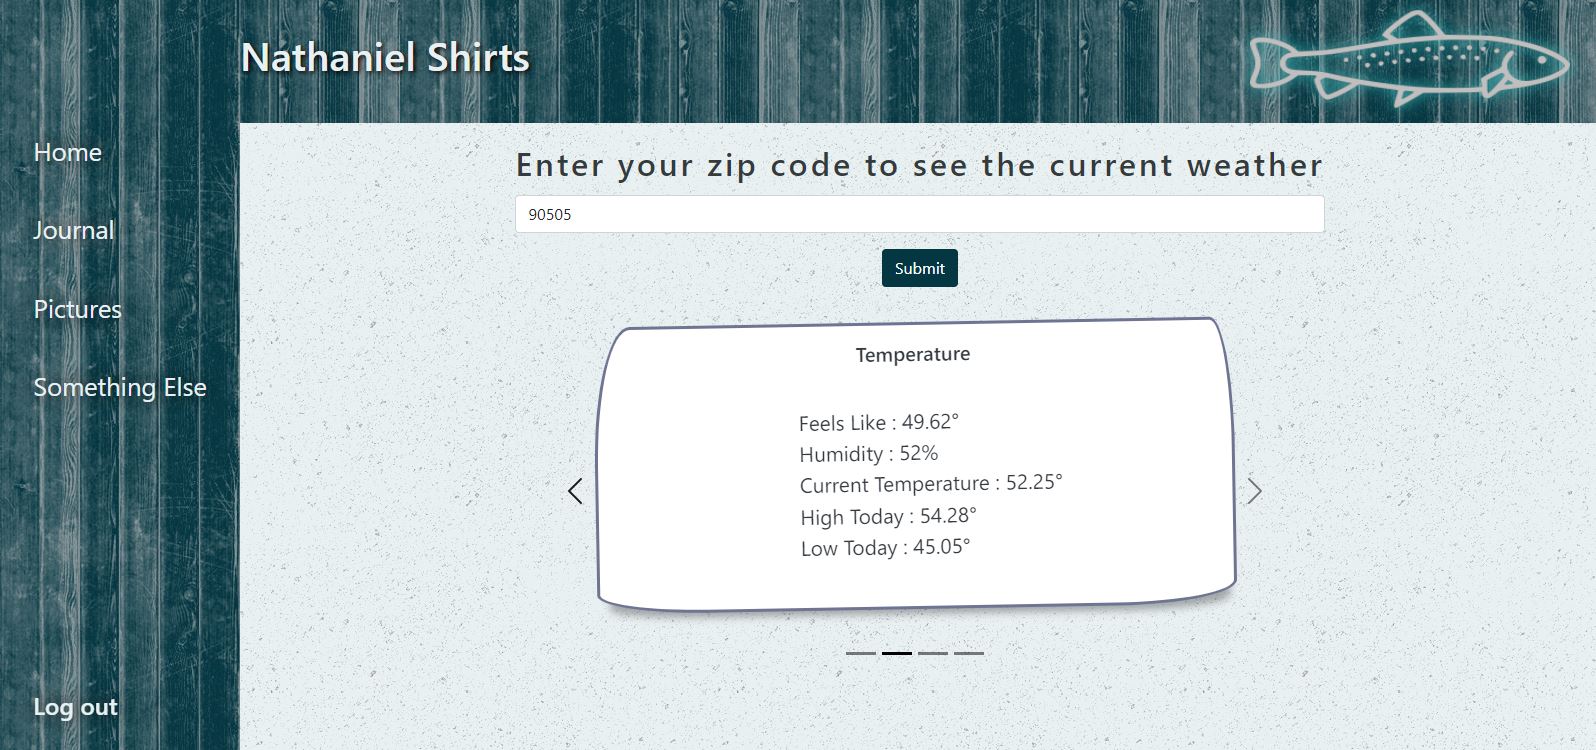 Nathaniel Shirts
Home
Journal
Pictures
Something Else
Log out
Enter your zip code to see the current weather
90505
Submit
Temperature
Feels Like : 49.62°
Humidity : 52%
Current Temperature : 52.25°
High Today : 54.28°
Low Today : 45.05°